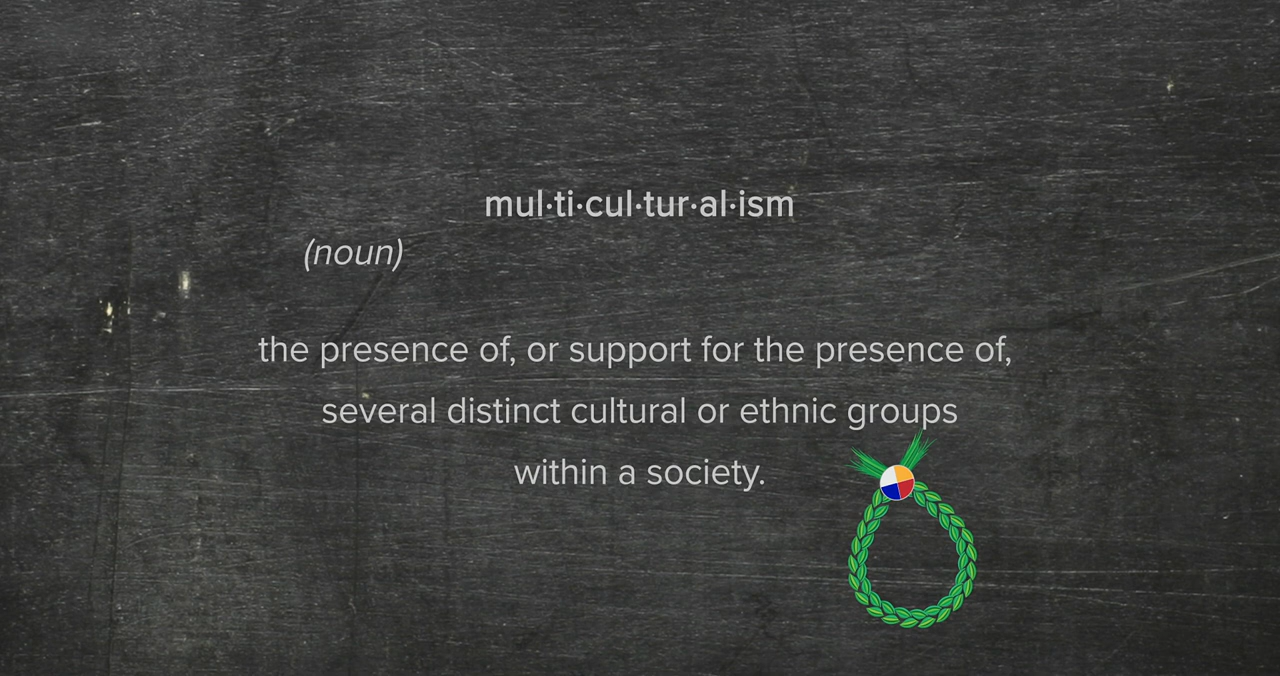 mul·ti·cul·tur·al·ism
(noun)
the presence of, or support for the presence of,
several distinct cultural or ethnic groups
within a society.